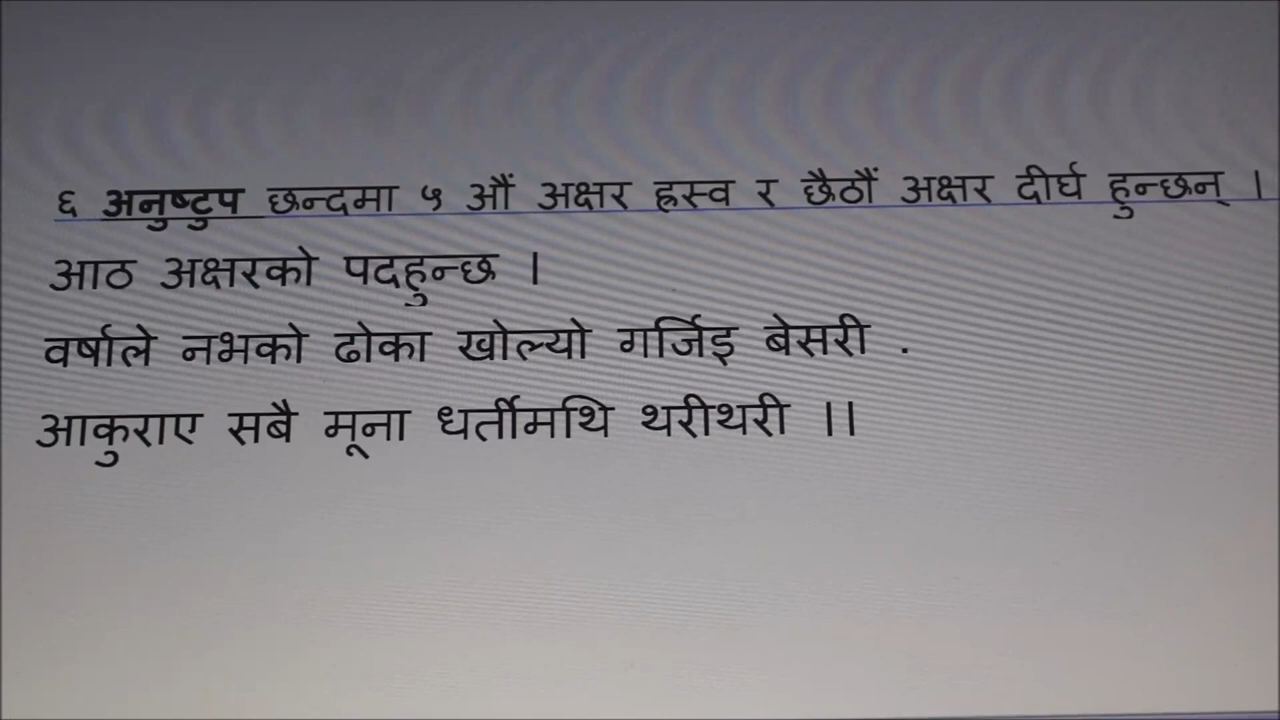 ६ अनुष्टुप छन्दमा ५ औं अक्षर ह्रस्व र छैठौं अक्षर दीर्घ हुन्छन् ।
आठ अक्षरको पदहुन्छ ।
वर्षाले नभको ढोका खोल्यो गर्जिइ बेसरी .
आकुराए सबै मूना धर्तीमथि थरीथरी ।।